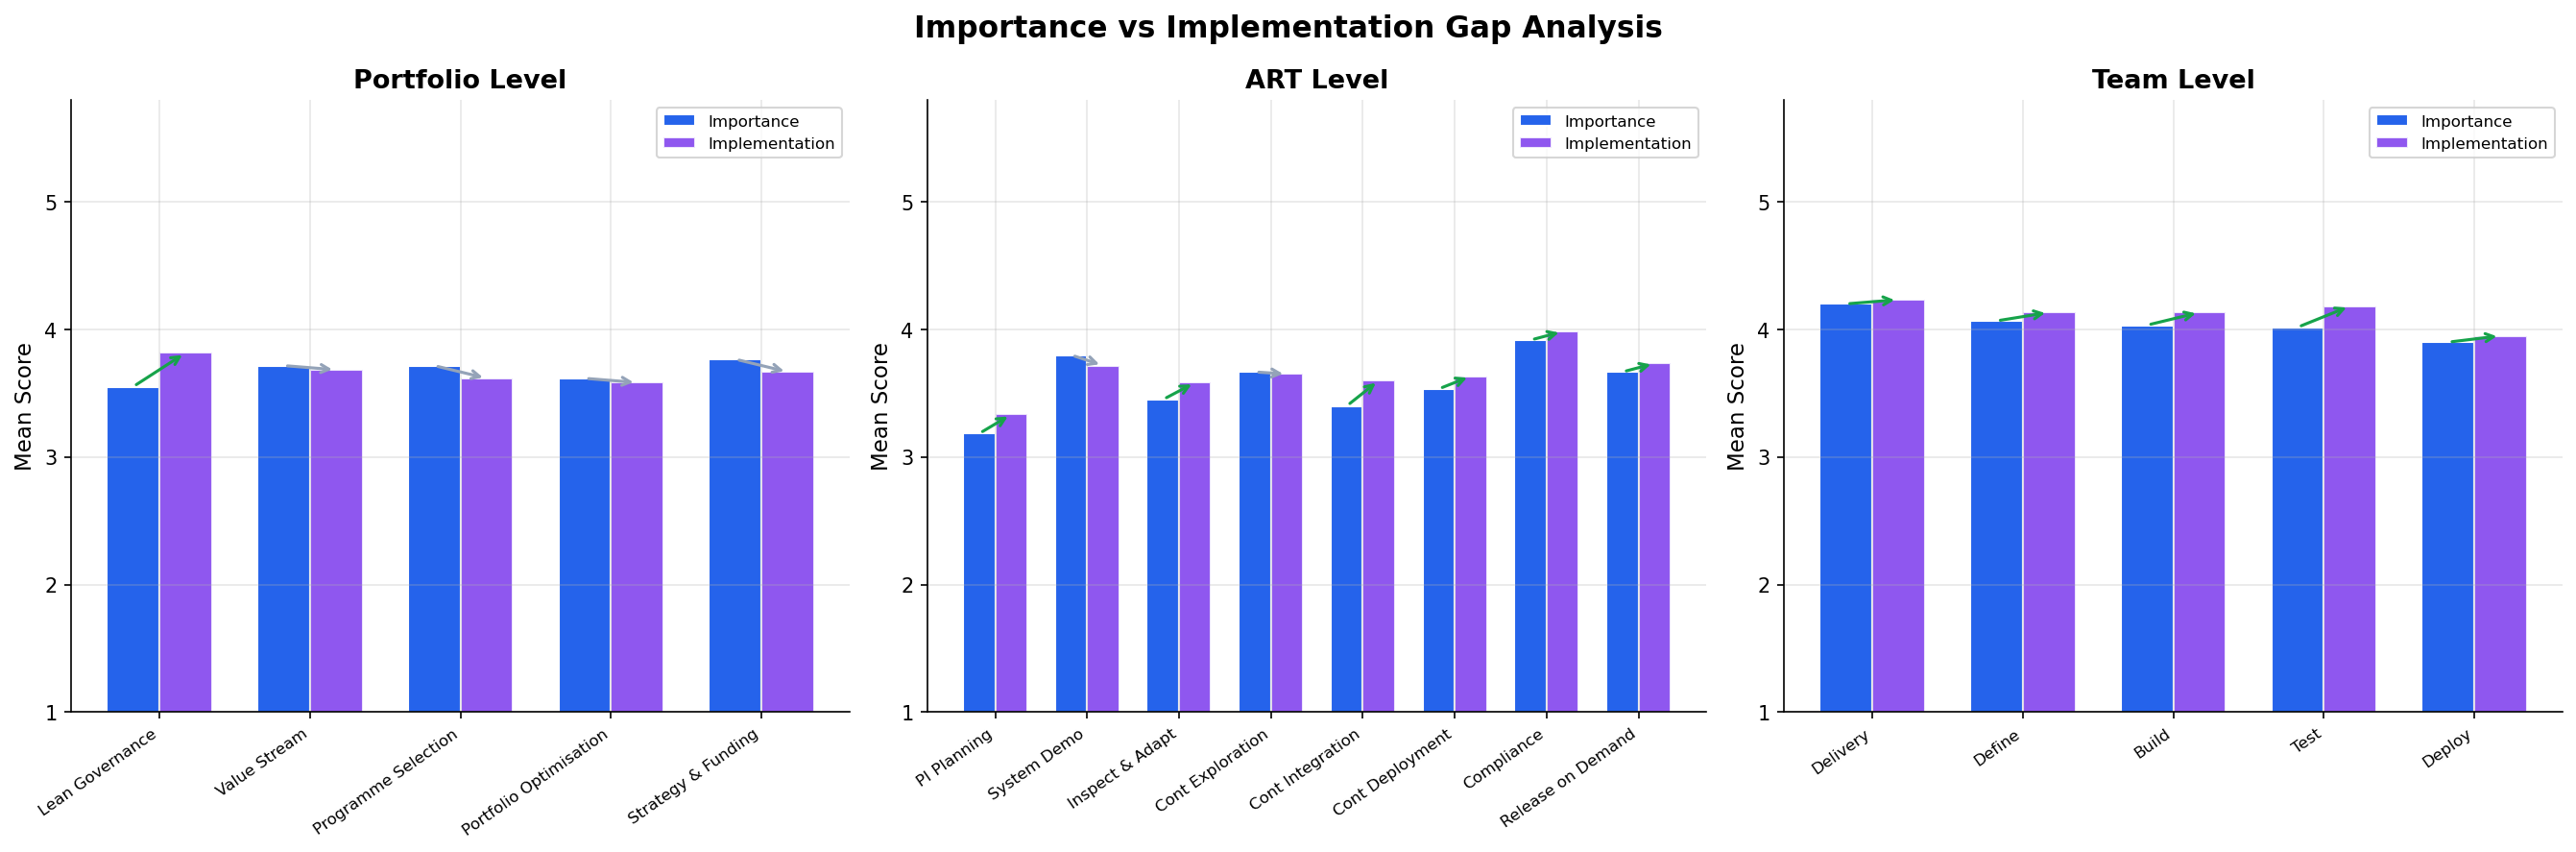 Importance vs Implementation Gap Analysis
Portfolio Level
Importance
Implementation
Mean Score
5
4
3
2
1
Lean Governance
Value Stream
Programme Selection
Portfolio Optimisation
Strategy & Funding
ART Level
Importance
Implementation
Mean Score
5
4
3
2
1
PI Planning
System Demo
Inspect & Adapt
Cont Exploration
Cont Integration
Cont Deployment
Compliance
Release on Demand
Team Level
Importance
Implementation
Mean Score
5
4
3
2
1
Delivery
Define
Build
Test
Deploy